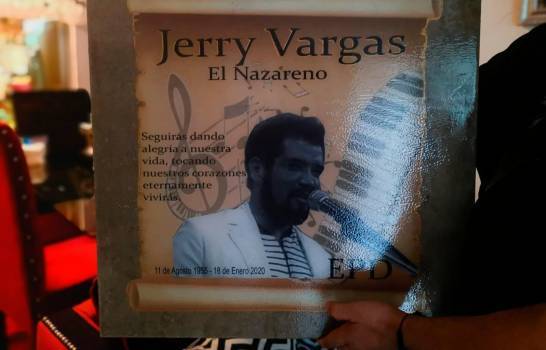 Jerry Vargas
El Nazareno
Seguirás dando
alegría a nuestra
vida, tocando
nuestros corazones
eternamente
vivirás.
11 de Agosto 1955 - 18 de Enero 2020
EPD